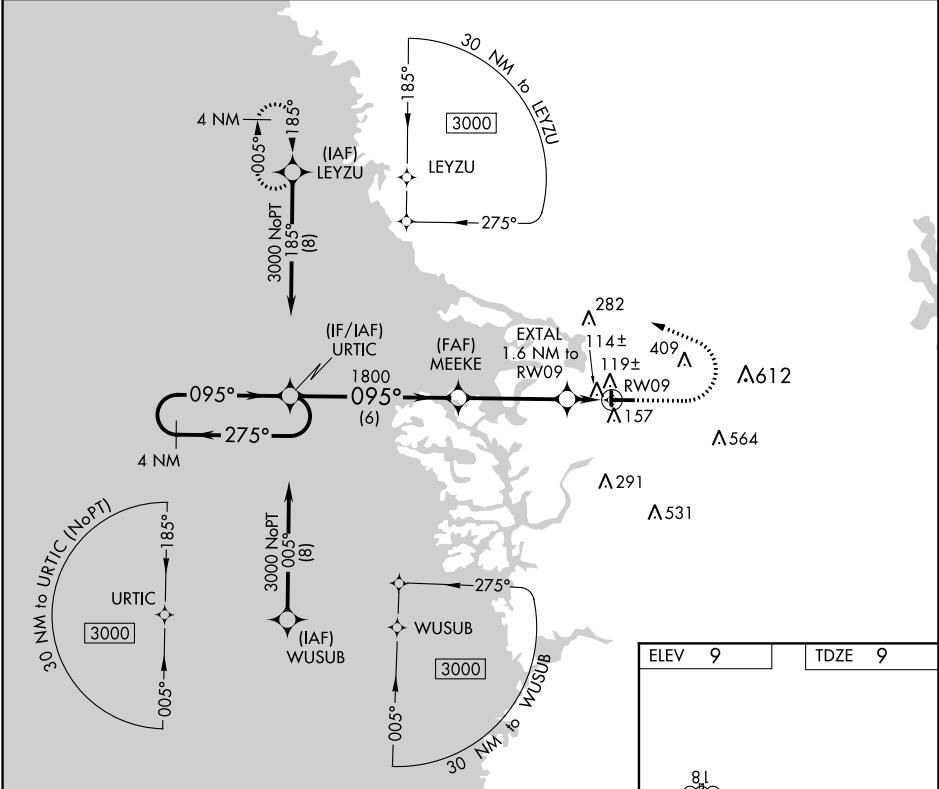 30 NM to LEYZU
185°
3000
LEYZU
275°
4 NM
185°
005°
(IAF)
LEYZU
3000 NoPT
185°
(8)
(IF/IAF)
URTIC
1800
095°
(6)
095°
275°
4 NM
(FAF)
MEEKE
EXTAL
1.6 NM to
RW09
282
114±
119±
409
RW09
612
157
564
291
531
30 NM to URTIC (NoPT)
185°
URTIC
3000
005°
3000 NoPT
005°
(8)
(IAF)
WUSUB
275°
WUSUB
3000
005°
30 NM to WUSUB
ELEV 9
TDZE 9
18